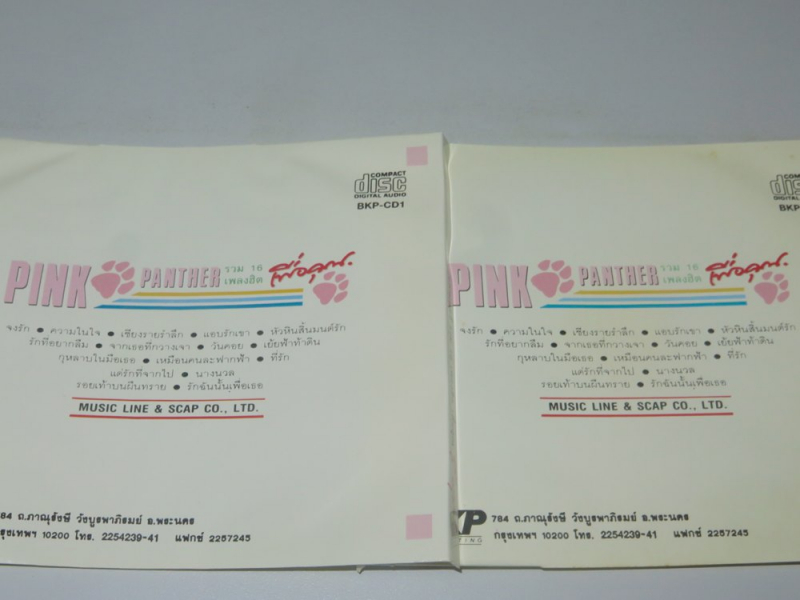 COMPACT
disc
DIGITAL AUDIO
BKP-CD1
PINK PANTHER รวม 16 เพลงฮิต เพื่อคุณ
จงรัก • ความในใจ • เชียงรายรำลึก • แอบรักเขา • หัวหินสิ้นมนต์รัก
รักที่อยากลืม • จากเธอที่กวางเจา • วันคอย • เย้ยฟ้าท้าดิน
กุหลาบในมือเธอ • เหมือนคนละฟากฟ้า • ที่รัก
แด่รักที่จากไป • นางนวล
รอยเท้าบนผืนทราย • รักฉันนั้นเพื่อเธอ
MUSIC LINE & SCAP CO., LTD.
784 ถ.ภาณุรังษี วังบูรพาภิรมย์ อ.พระนคร
กรุงเทพฯ 10200 โทร. 2254239-41 แฟกซ์ 2257245
COMPACT
disc
DIGITAL
BKP
PINK PANTHER รวม 16 เพลงฮิต เพื่อคุณ
จงรัก • ความในใจ • เชียงรายรำลึก • แอบรักเขา • หัวหินสิ้นมนต์รัก
รักที่อยากลืม • จากเธอที่กวางเจา • วันคอย • เย้ยฟ้าท้าดิน
กุหลาบในมือเธอ • เหมือนคนละฟากฟ้า • ที่รัก
แด่รักที่จากไป • นางนวล
รอยเท้าบนผืนทราย • รักฉันนั้นเพื่อเธอ
MUSIC LINE & SCAP CO., LTD.
KP 784 ถ.ภาณุรังษี วังบูรพาภิรมย์ อ.พระนคร
กรุงเทพฯ 10200 โทร. 2254239-41 แฟกซ์ 2257245